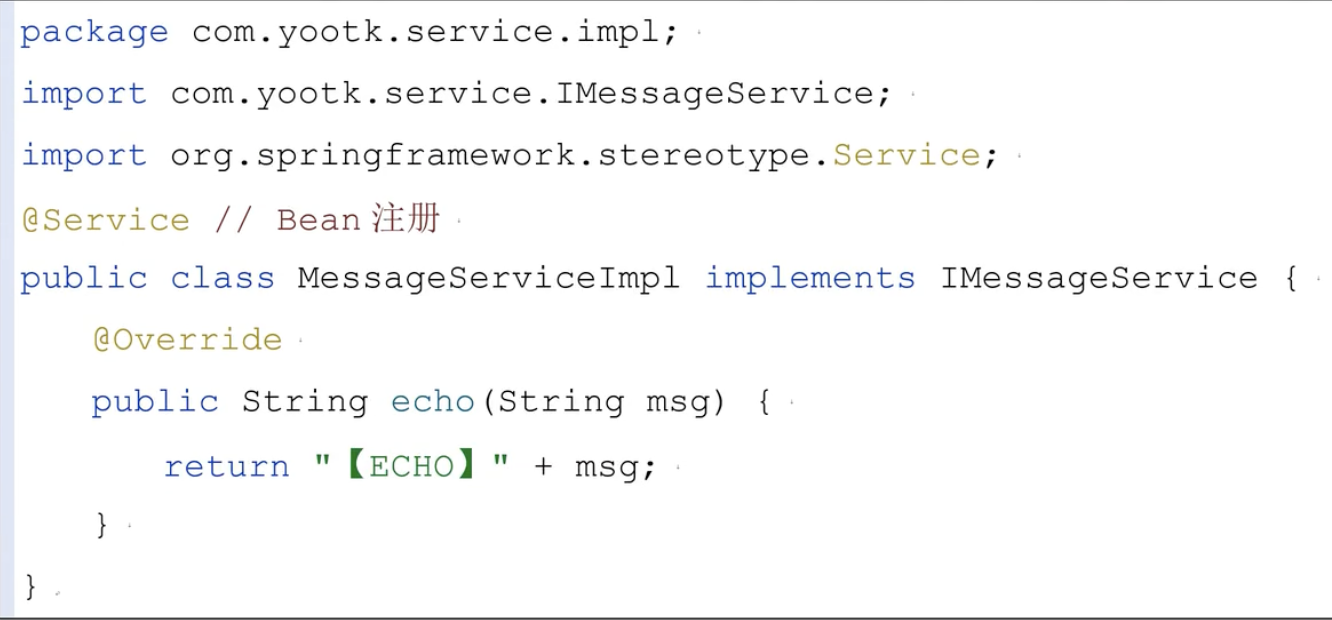 package com.yootk.service.impl;
import com.yootk.service.IMessageService;
import org.springframework.stereotype.Service;
@Service // Bean 注册
public class MessageServiceImpl implements IMessageService {
    @Override
    public String echo(String msg) {
        return "【ECHO】" + msg;
    }
}